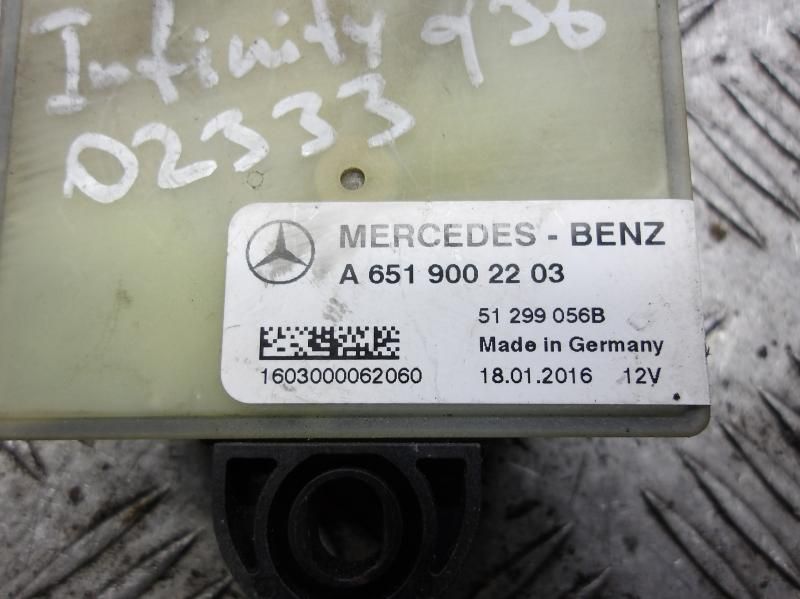 Infinity q30
02333
MERCEDES - BENZ
A 651 900 22 03
51 299 056B
Made in Germany
1603000062060
18.01.2016 12V